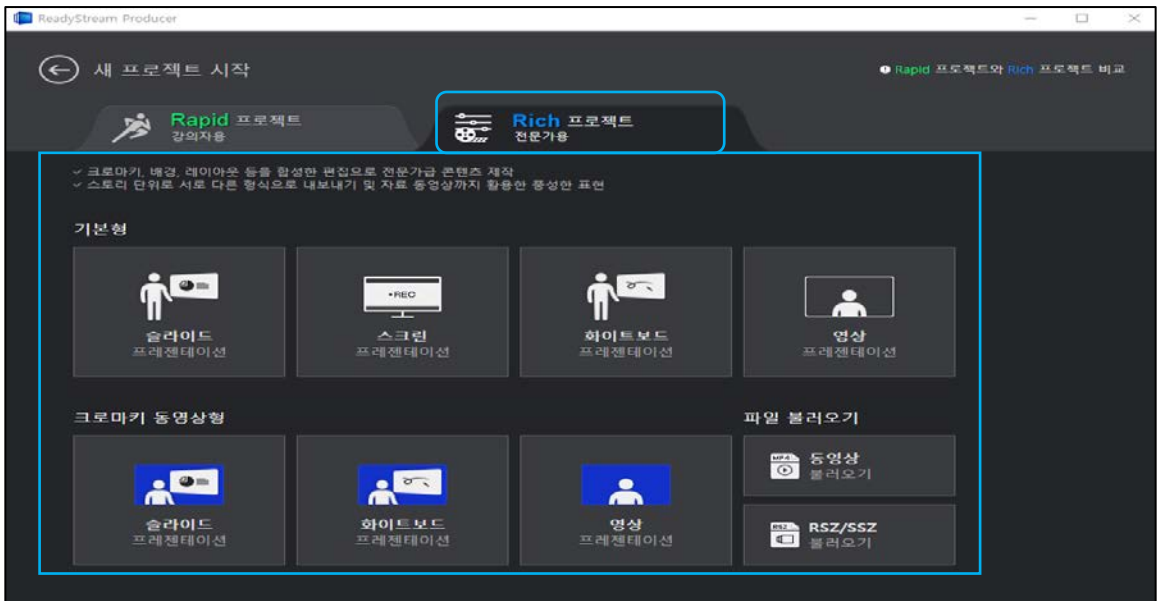 ReadyStream Producer
새 프로젝트 시작
Rapid 프로젝트와 Rich 프로젝트 비교
Rapid 프로젝트
강의자용
Rich 프로젝트
전문가용
크로마키, 배경, 레이아웃 등을 합성한 편집으로 전문가급 콘텐츠 제작
스토리 단위로 서로 다른 형식으로 내보내기 및 자료 동영상까지 활용한 풍성한 표현
기본형
슬라이드
프레젠테이션
•REC
스크린
프레젠테이션
화이트보드
프레젠테이션
영상
프레젠테이션
크로마키 동영상형
슬라이드
프레젠테이션
화이트보드
프레젠테이션
영상
프레젠테이션
파일 불러오기
MP4
동영상
불러오기
RSZ
RSZ/SSZ
불러오기